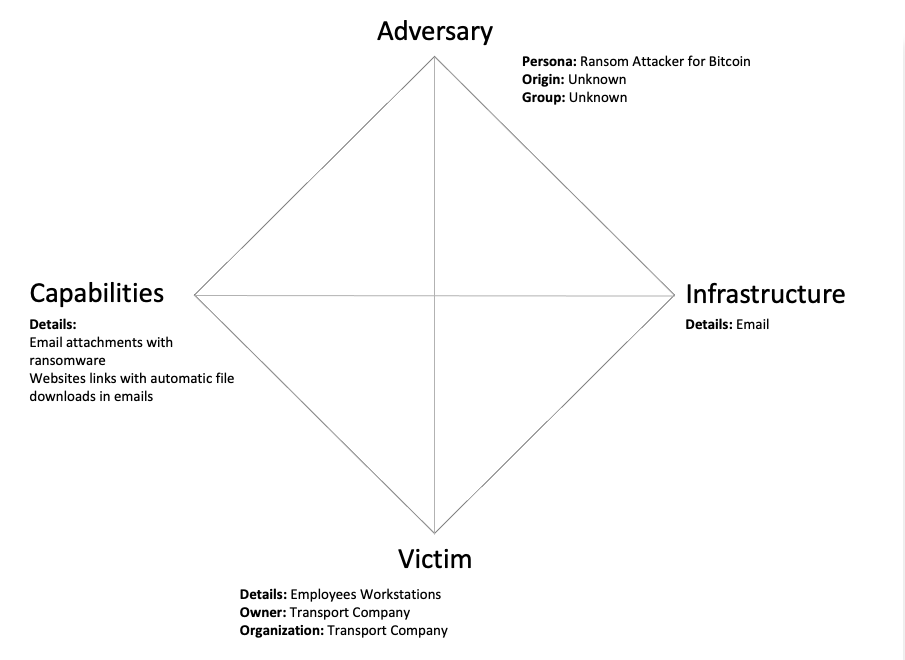 Adversary
Persona: Ransom Attacker for Bitcoin
Origin: Unknown
Group: Unknown
Capabilities
Details:
Email attachments with
ransomware
Websites links with automatic file
downloads in emails
Infrastructure
Details: Email
Victim
Details: Employees Workstations
Owner: Transport Company
Organization: Transport Company